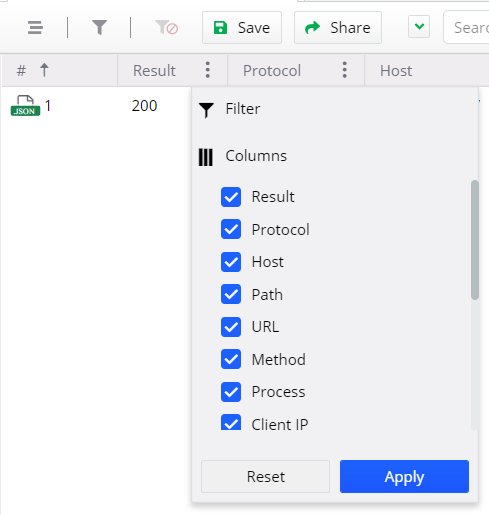 Save Share Searc
# Result Protocol Host
JSON 1 200
Filter
Columns
Result
Protocol
Host
Path
URL
Method
Process
Client IP
Reset Apply